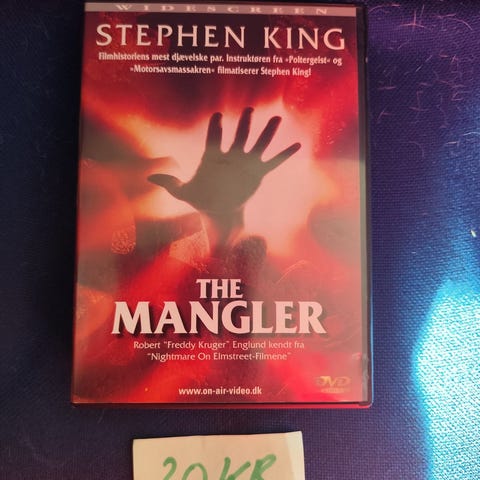 WIDESCREEN
STEPHEN KING
Filmhistoriens mest djævelske par. Instruktøren fra »Poltergeist« og
»Motorsavsmassakren« filmatiserer Stephen King!
THE
MANGLER
Robert "Freddy Kruger" Englund kendt fra
"Nightmare On Elmstreet-Filmene"
www.on-air-video.dk
DVD
20 KR